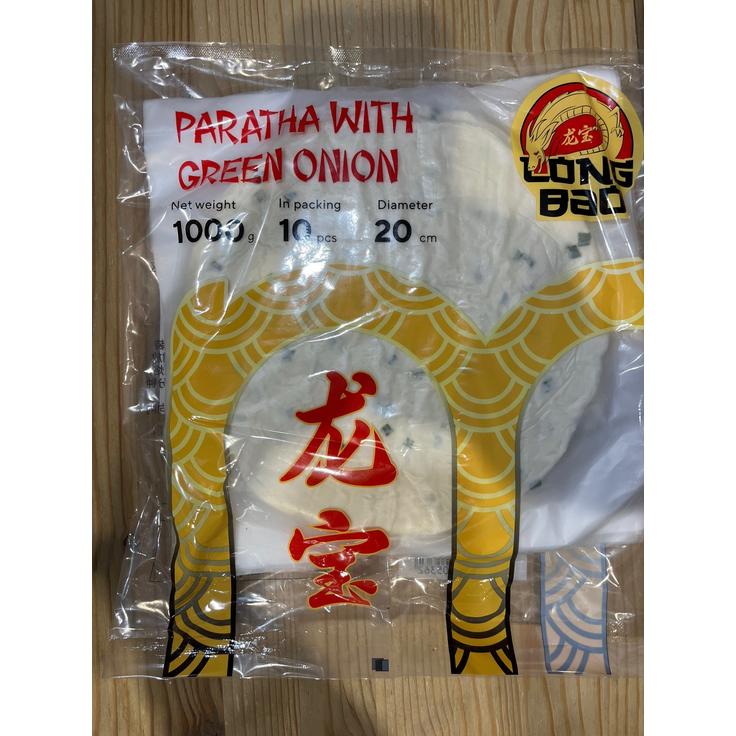 PARATHA WITH
GREEN ONION
Net weight In packing Diameter
1000 g 10 pcs 20 cm
龙宝
LONG
BAO
龙
宝